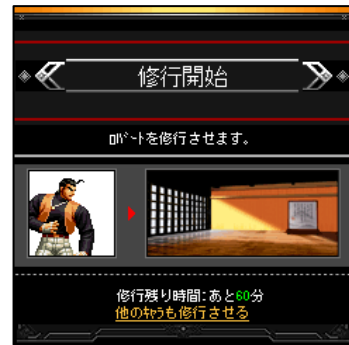 修行開始
ﾛﾊﾞｰﾄを修行させます。
修行残り時間:あと60分
他のｷｬﾗも修行させる